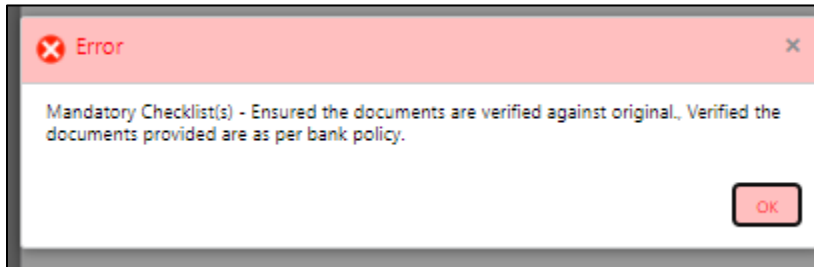 Error
Mandatory Checklist(s) - Ensured the documents are verified against original., Verified the
documents provided are as per bank policy.
OK